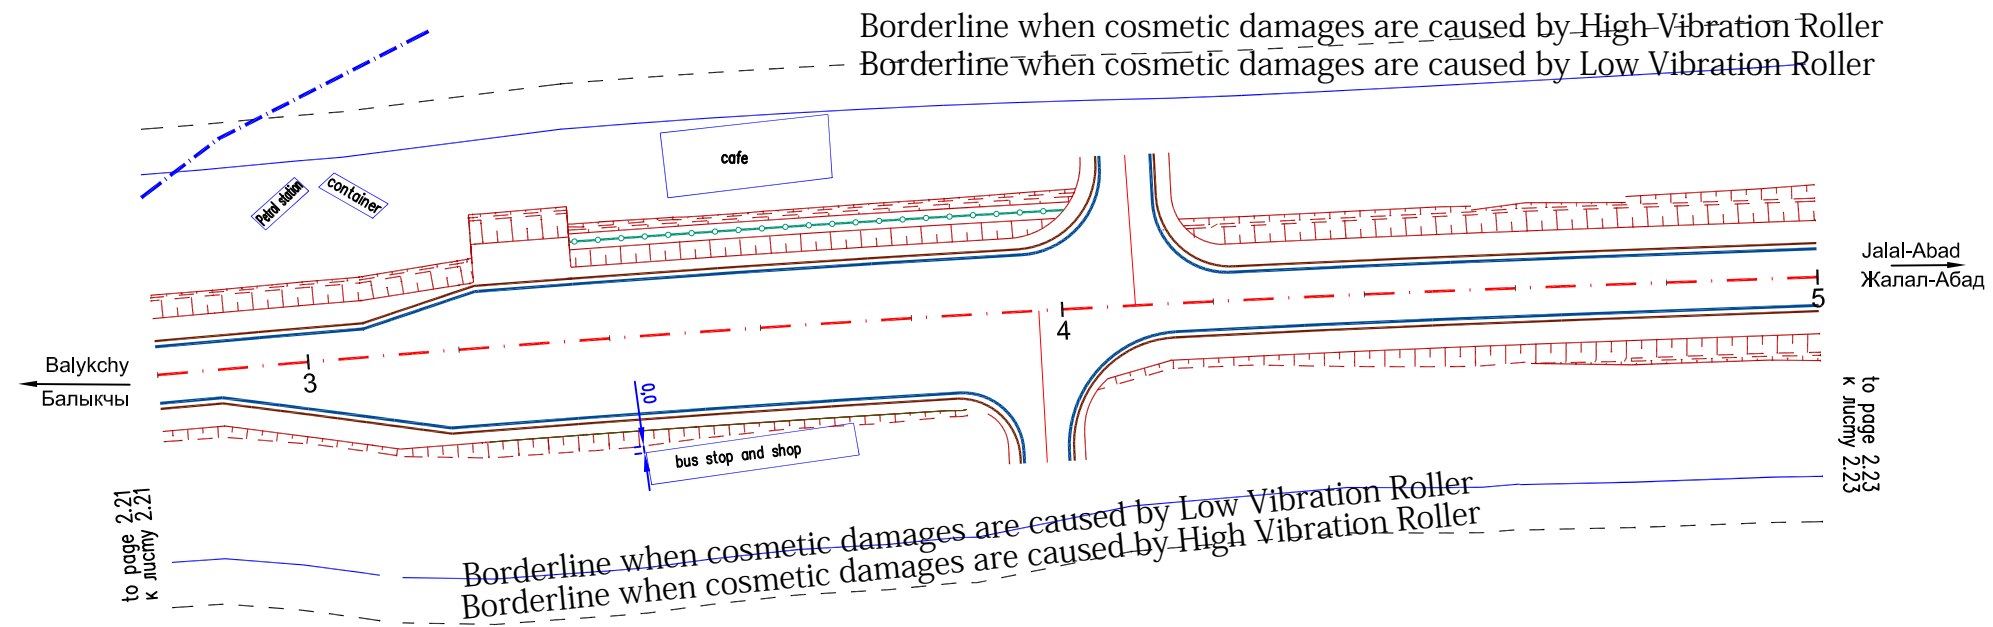 Borderline when cosmetic damages are caused by High Vibration Roller
Borderline when cosmetic damages are caused by Low Vibration Roller
cafe
Petrol station
container
Jalal-Abad
Жалал-Абад
5
4
3
Balykchy
Балыкчы
0,0
bus stop and shop
to page 2.23
к листу 2.23
to page 2.21
к листу 2.21
Borderline when cosmetic damages are caused by Low Vibration Roller
Borderline when cosmetic damages are caused by High Vibration Roller